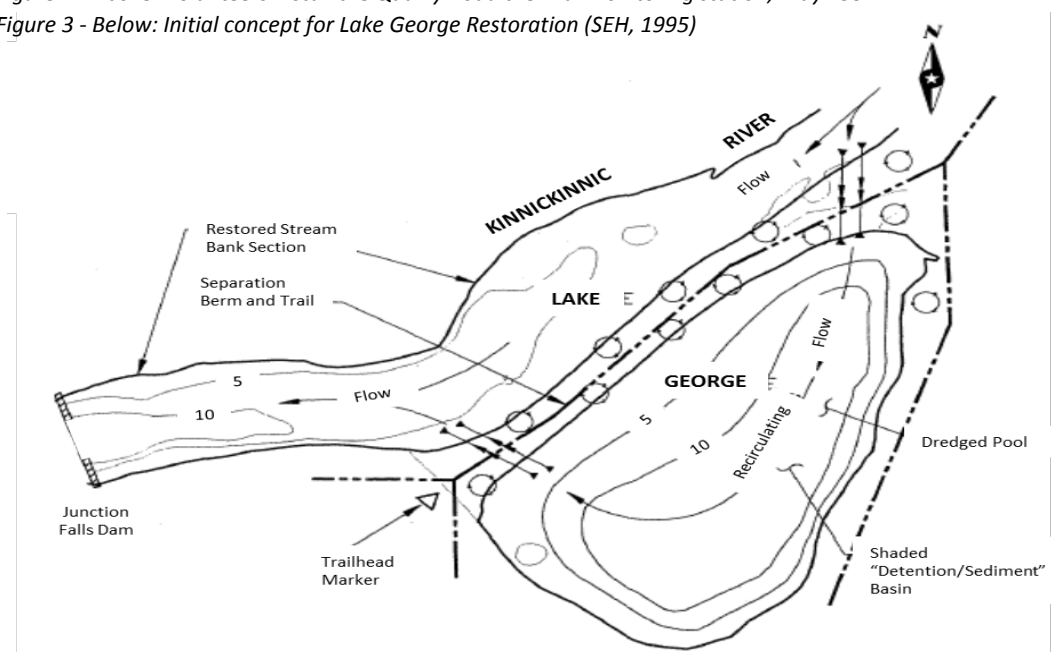 Figure 3 - Below: Initial concept for Lake George Restoration (SEH, 1995)
N
RIVER
KINNICKINNIC
Flow
Restored Stream
Bank Section
Separation
Berm and Trail
LAKE
GEORGE
Flow
5
10
Flow
5
10
Recirculating
Dredged Pool
Junction
Falls Dam
Trailhead
Marker
Shaded
“Detention/Sediment”
Basin